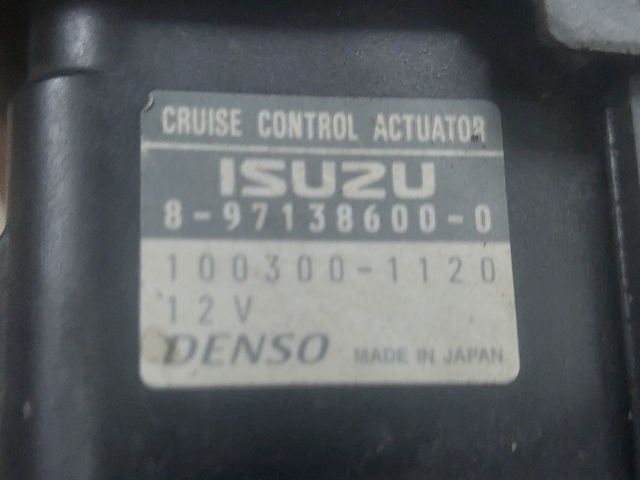 CRUISE CONTROL ACTUATOR
ISUZU
8-97138600-0
100300-1120
12V
DENSO MADE IN JAPAN